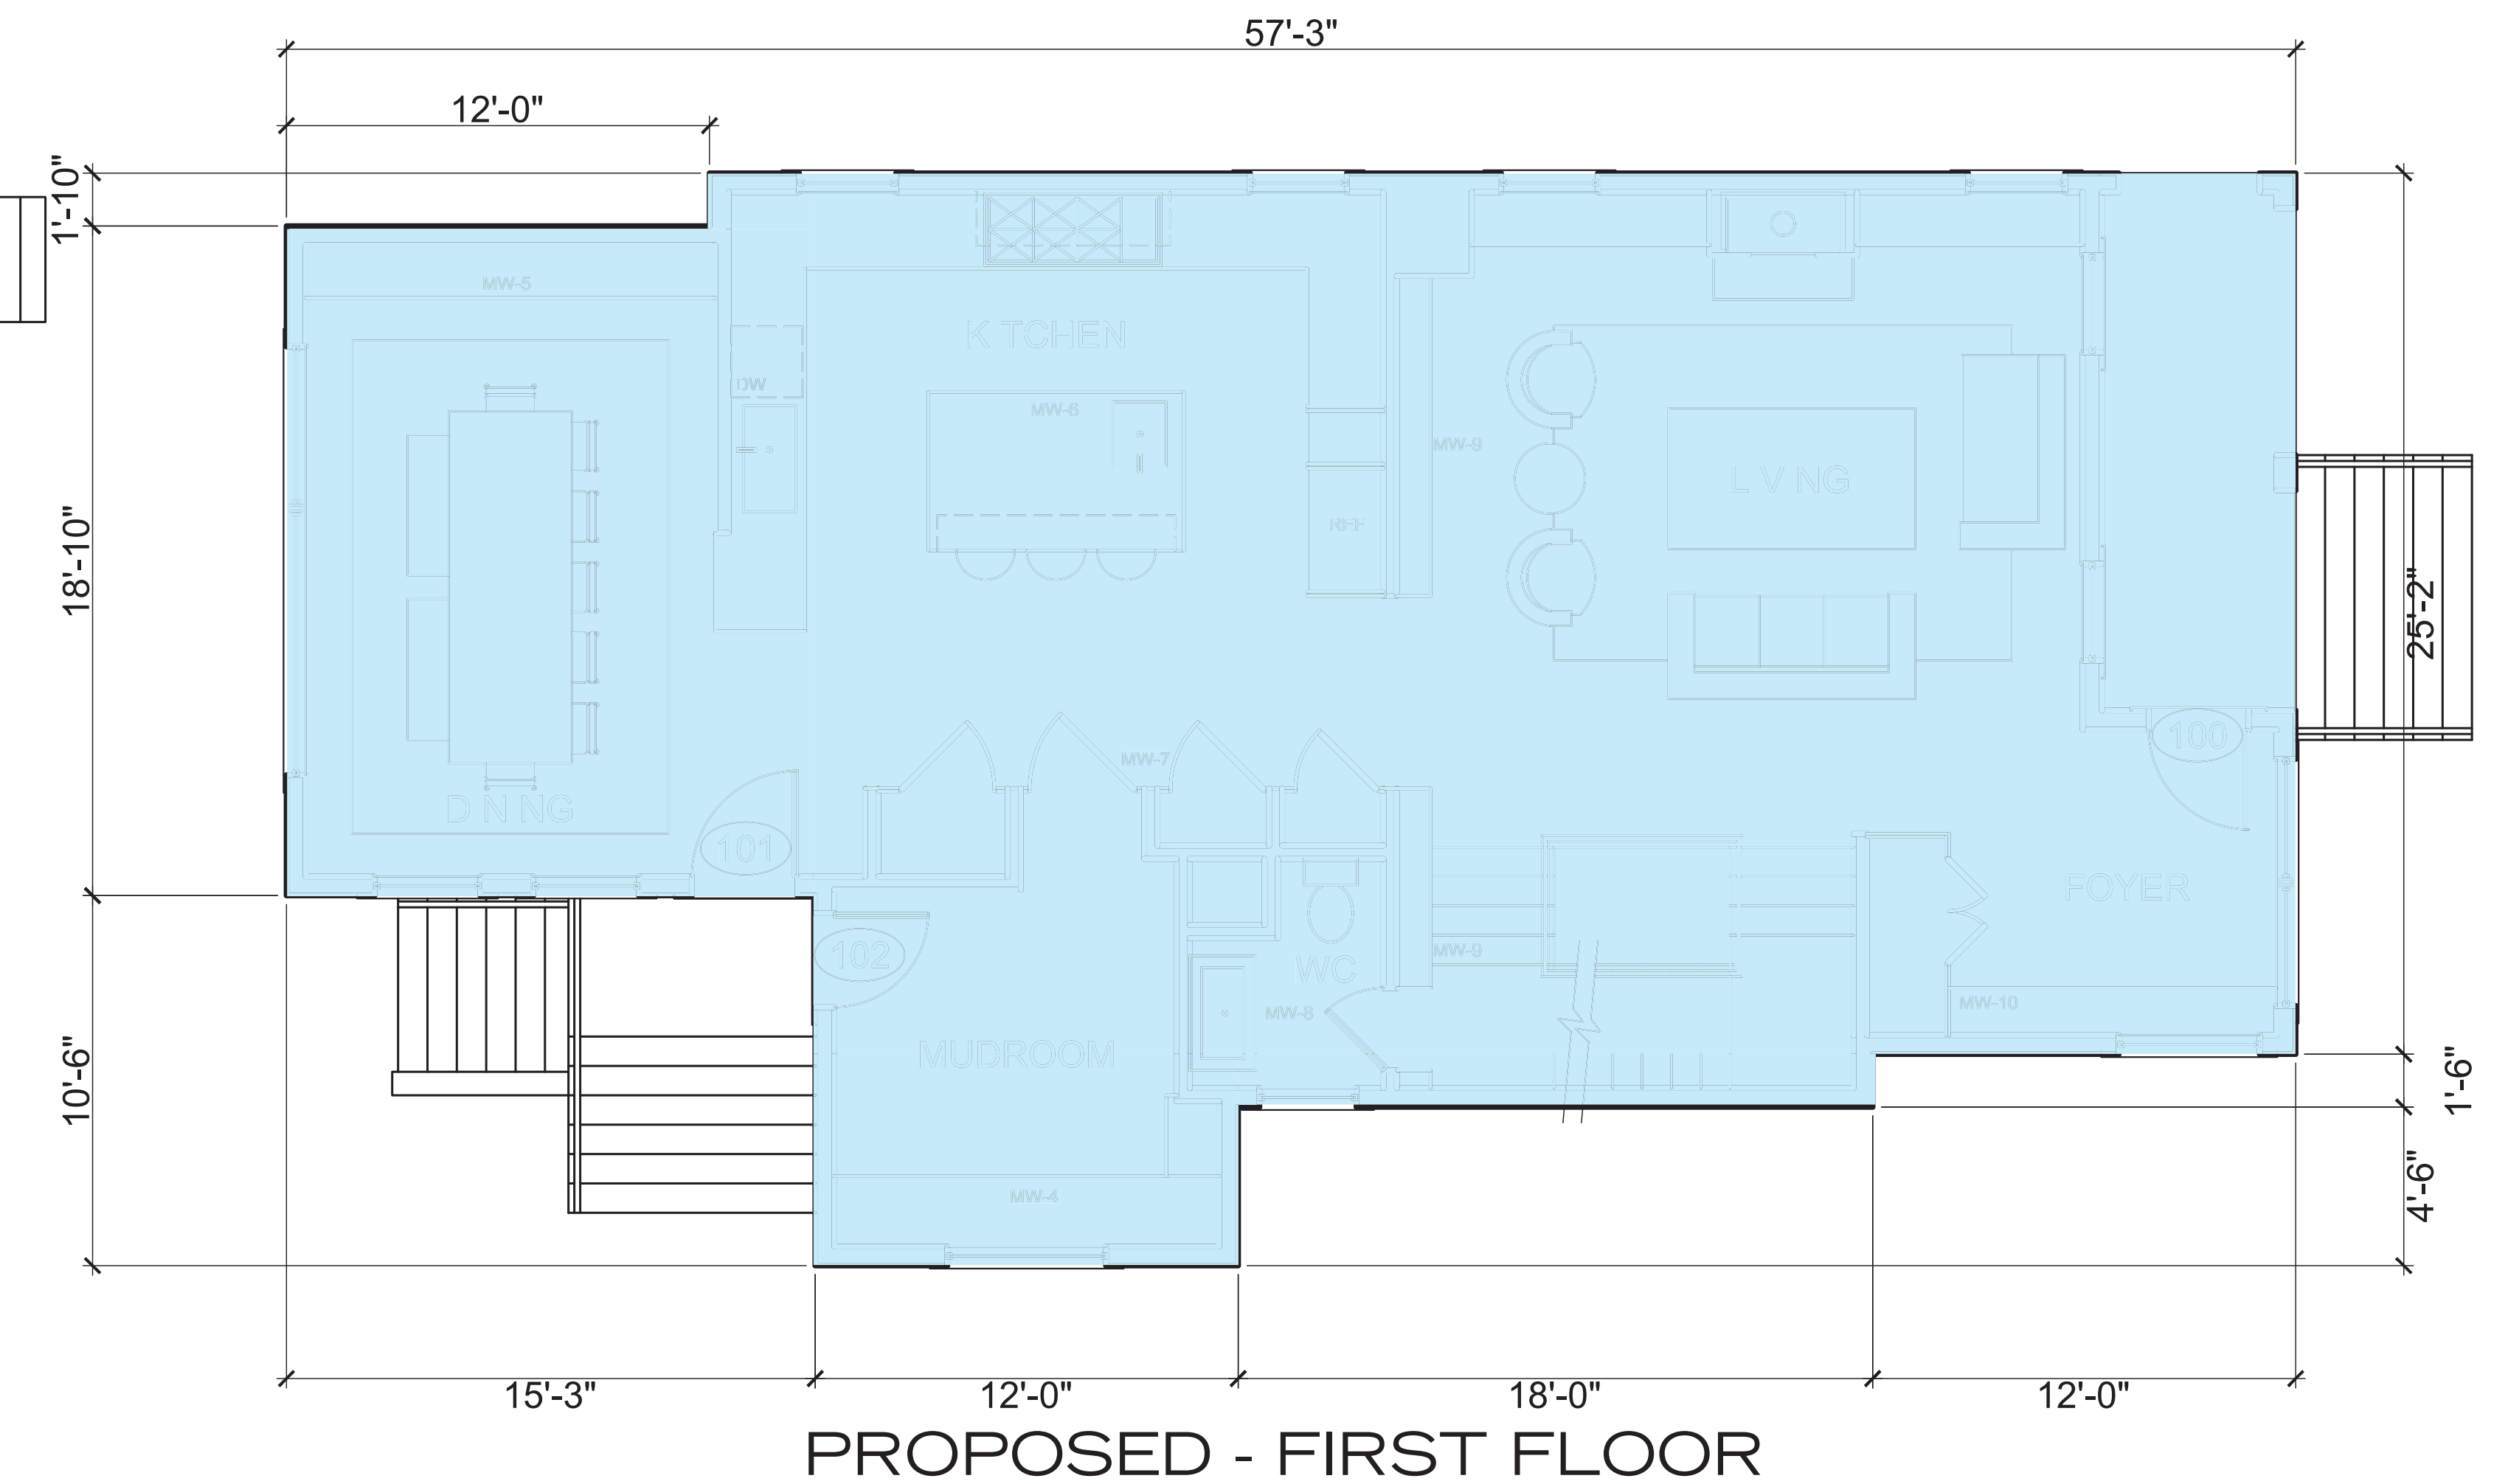 57'-3"
12'-0"
1'-10"
MW-5
K TCHEN
DW
MW-6
MW-9
L V NG
REF
18'-10"
25'-2"
100
MW-7
D N NG
101
FOYER
102
WC
MW-9
MW-10
MW-8
MUDROOM
10'-6"
1'-6"
MW-4
4'-6"
15'-3"
12'-0"
18'-0"
12'-0"
PROPOSED - FIRST FLOOR